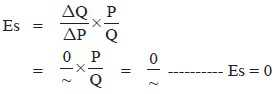 Es = ΔQ/ΔP × P/Q
= 0/~ × P/Q = 0/~ ---------- Es = 0